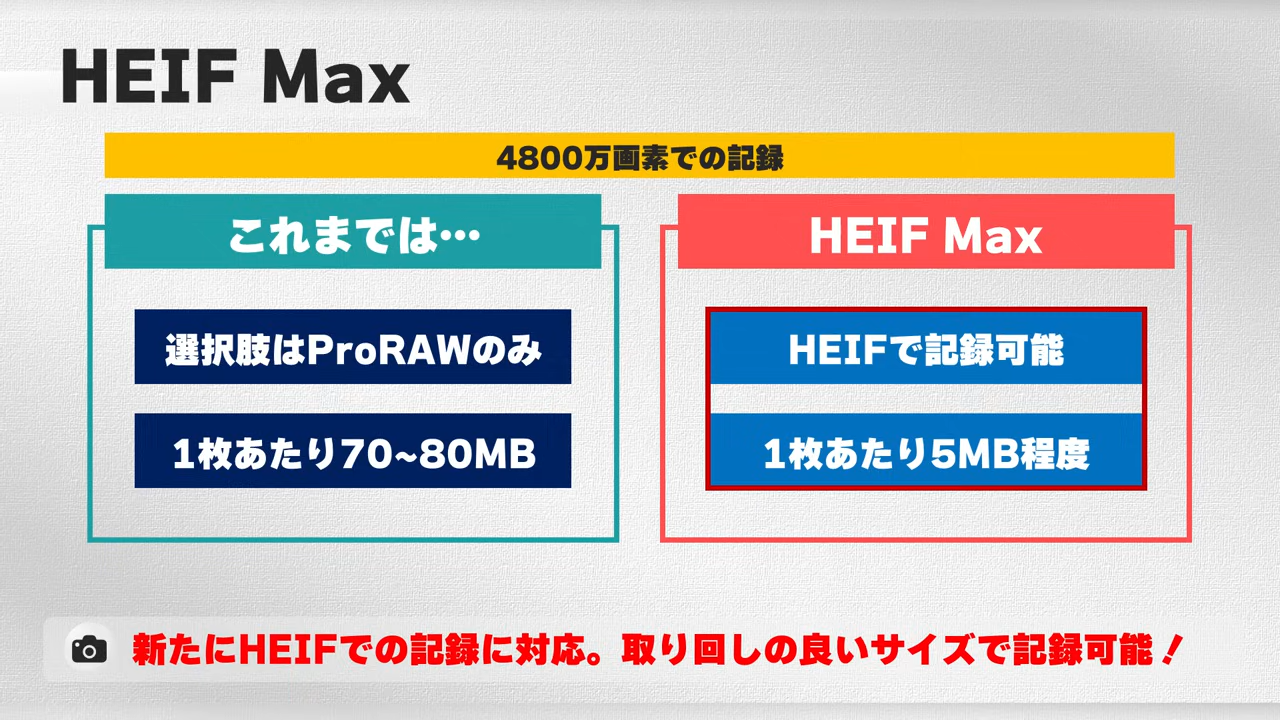 HEIF Max
4800万画素での記録
これまでは…
選択肢はProRAWのみ
1枚あたり70~80MB
HEIF Max
HEIFで記録可能
1枚あたり5MB程度
新たにHEIFでの記録に対応。取り回しの良いサイズで記録可能！